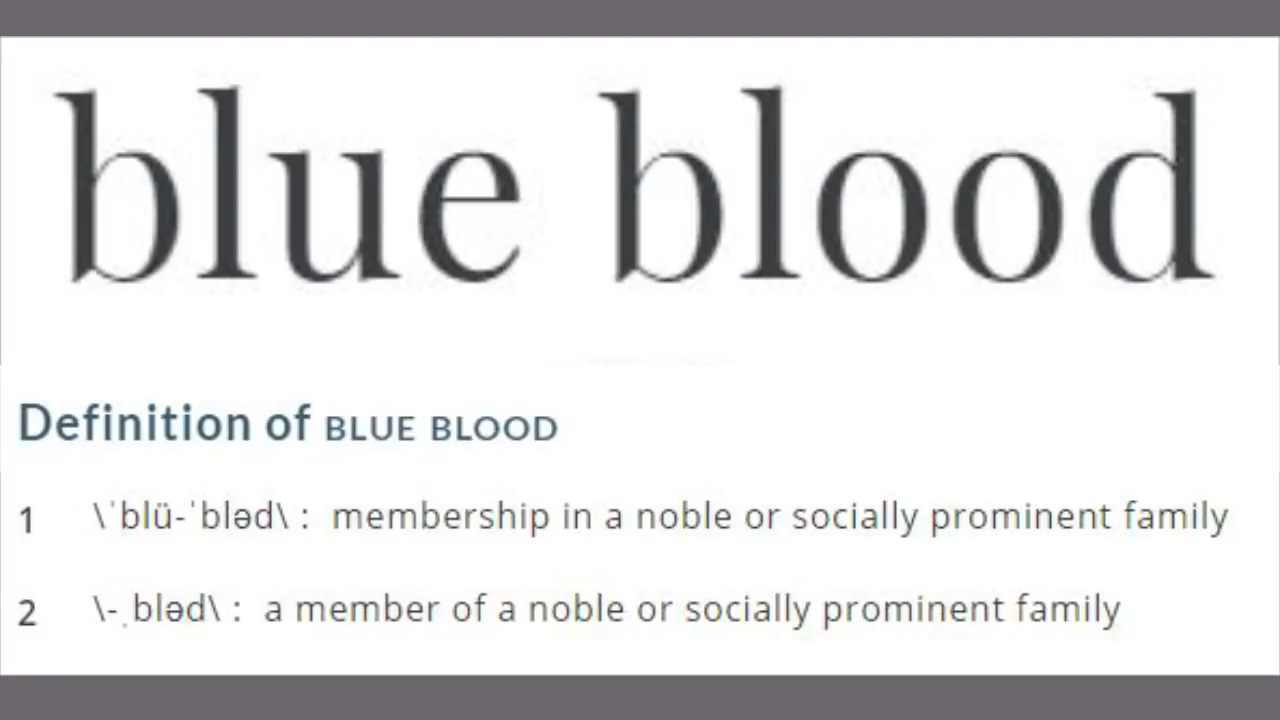 blue blood
Definition of BLUE BLOOD
1 \ˈblü-ˈbləd\ : membership in a noble or socially prominent family
2 \-ˌbləd\ : a member of a noble or socially prominent family